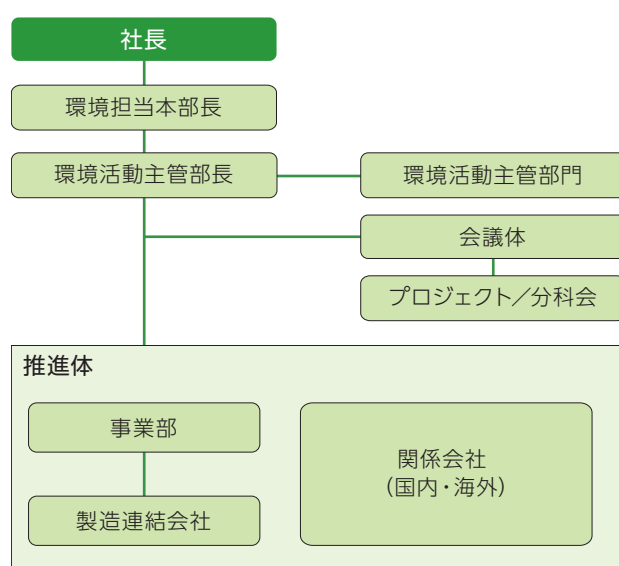 社長
環境担当本部長
環境活動主管部長
環境活動主管部門
会議体
プロジェクト／分科会
推進体
事業部
製造連結会社
関係会社
（国内・海外）